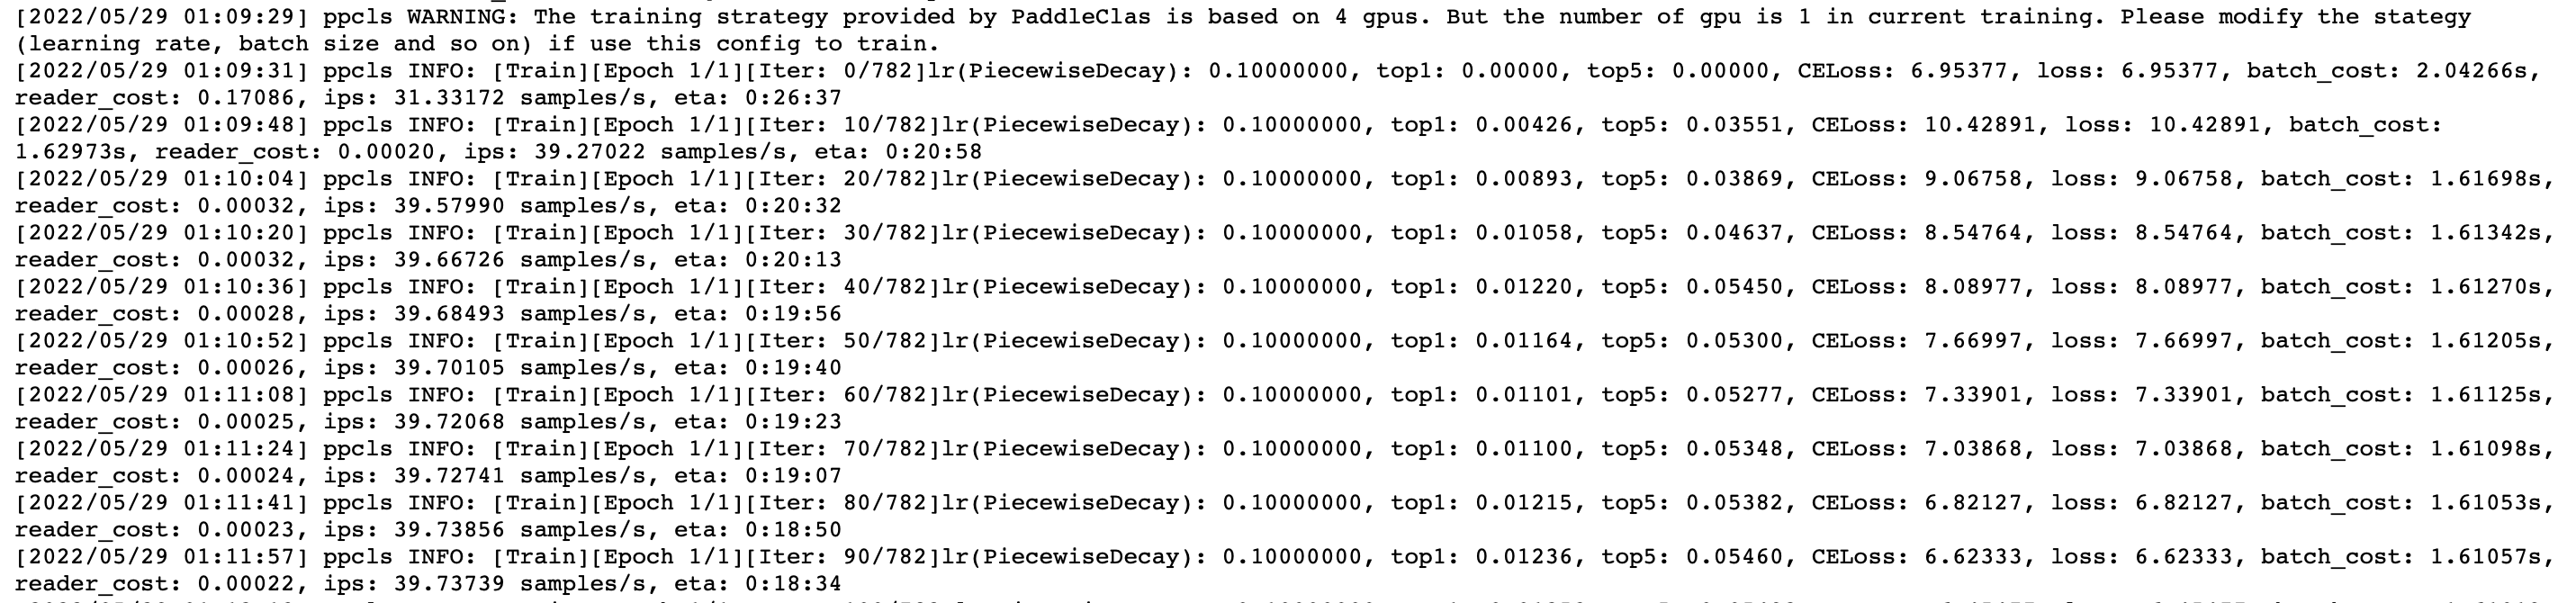 [2022/05/29 01:09:29] ppcls WARNING: The training strategy provided by PaddleClas is based on 4 gpus. But the number of gpu is 1 in current training. Please modify the stategy
(learning rate, batch size and so on) if use this config to train.
[2022/05/29 01:09:31] ppcls INFO: [Train][Epoch 1/1][Iter: 0/782]lr(PiecewiseDecay): 0.10000000, top1: 0.00000, top5: 0.00000, CELoss: 6.95377, loss: 6.95377, batch_cost: 2.04266s,
reader_cost: 0.17086, ips: 31.33172 samples/s, eta: 0:26:37
[2022/05/29 01:09:48] ppcls INFO: [Train][Epoch 1/1][Iter: 10/782]lr(PiecewiseDecay): 0.10000000, top1: 0.00426, top5: 0.03551, CELoss: 10.42891, loss: 10.42891, batch_cost:
1.62973s, reader_cost: 0.00020, ips: 39.27022 samples/s, eta: 0:20:58
[2022/05/29 01:10:04] ppcls INFO: [Train][Epoch 1/1][Iter: 20/782]lr(PiecewiseDecay): 0.10000000, top1: 0.00893, top5: 0.03869, CELoss: 9.06758, loss: 9.06758, batch_cost: 1.61698s,
reader_cost: 0.00032, ips: 39.57990 samples/s, eta: 0:20:32
[2022/05/29 01:10:20] ppcls INFO: [Train][Epoch 1/1][Iter: 30/782]lr(PiecewiseDecay): 0.10000000, top1: 0.01058, top5: 0.04637, CELoss: 8.54764, loss: 8.54764, batch_cost: 1.61342s,
reader_cost: 0.00032, ips: 39.66726 samples/s, eta: 0:20:13
[2022/05/29 01:10:36] ppcls INFO: [Train][Epoch 1/1][Iter: 40/782]lr(PiecewiseDecay): 0.10000000, top1: 0.01220, top5: 0.05450, CELoss: 8.08977, loss: 8.08977, batch_cost: 1.61270s,
reader_cost: 0.00028, ips: 39.68493 samples/s, eta: 0:19:56
[2022/05/29 01:10:52] ppcls INFO: [Train][Epoch 1/1][Iter: 50/782]lr(PiecewiseDecay): 0.10000000, top1: 0.01164, top5: 0.05300, CELoss: 7.66997, loss: 7.66997, batch_cost: 1.61205s,
reader_cost: 0.00026, ips: 39.70105 samples/s, eta: 0:19:40
[2022/05/29 01:11:08] ppcls INFO: [Train][Epoch 1/1][Iter: 60/782]lr(PiecewiseDecay): 0.10000000, top1: 0.01101, top5: 0.05277, CELoss: 7.33901, loss: 7.33901, batch_cost: 1.61125s,
reader_cost: 0.00025, ips: 39.72068 samples/s, eta: 0:19:23
[2022/05/29 01:11:24] ppcls INFO: [Train][Epoch 1/1][Iter: 70/782]lr(PiecewiseDecay): 0.10000000, top1: 0.01100, top5: 0.05348, CELoss: 7.03868, loss: 7.03868, batch_cost: 1.61098s,
reader_cost: 0.00024, ips: 39.72741 samples/s, eta: 0:19:07
[2022/05/29 01:11:41] ppcls INFO: [Train][Epoch 1/1][Iter: 80/782]lr(PiecewiseDecay): 0.10000000, top1: 0.01215, top5: 0.05382, CELoss: 6.82127, loss: 6.82127, batch_cost: 1.61053s,
reader_cost: 0.00023, ips: 39.73856 samples/s, eta: 0:18:50
[2022/05/29 01:11:57] ppcls INFO: [Train][Epoch 1/1][Iter: 90/782]lr(PiecewiseDecay): 0.10000000, top1: 0.01236, top5: 0.05460, CELoss: 6.62333, loss: 6.62333, batch_cost: 1.61057s,
reader_cost: 0.00022, ips: 39.73739 samples/s, eta: 0:18:34